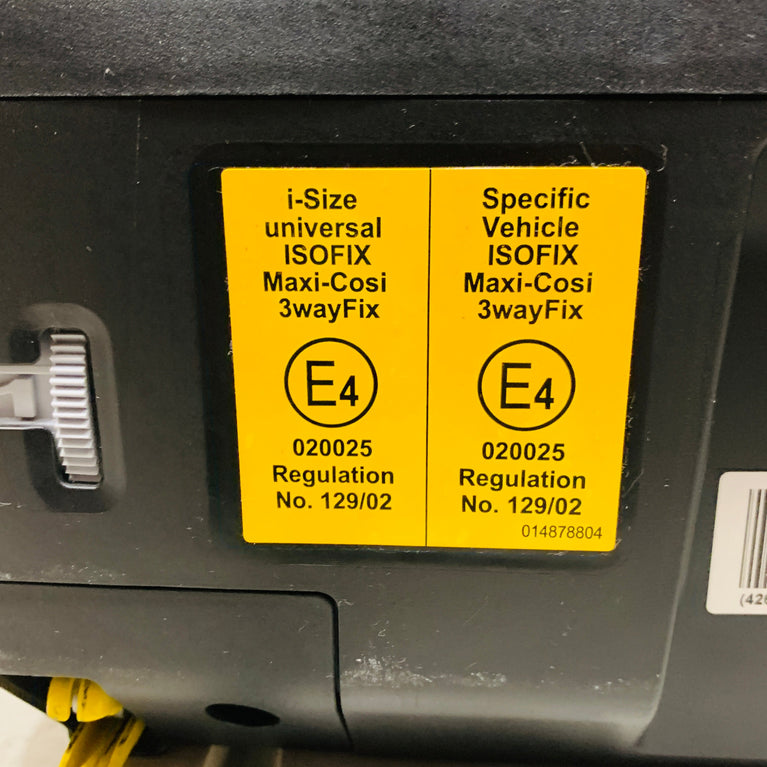 i-Size
universal
ISOFIX
Maxi-Cosi
3wayFix
E4
020025
Regulation
No. 129/02
Specific
Vehicle
ISOFIX
Maxi-Cosi
3wayFix
E4
020025
Regulation
No. 129/02
014878804